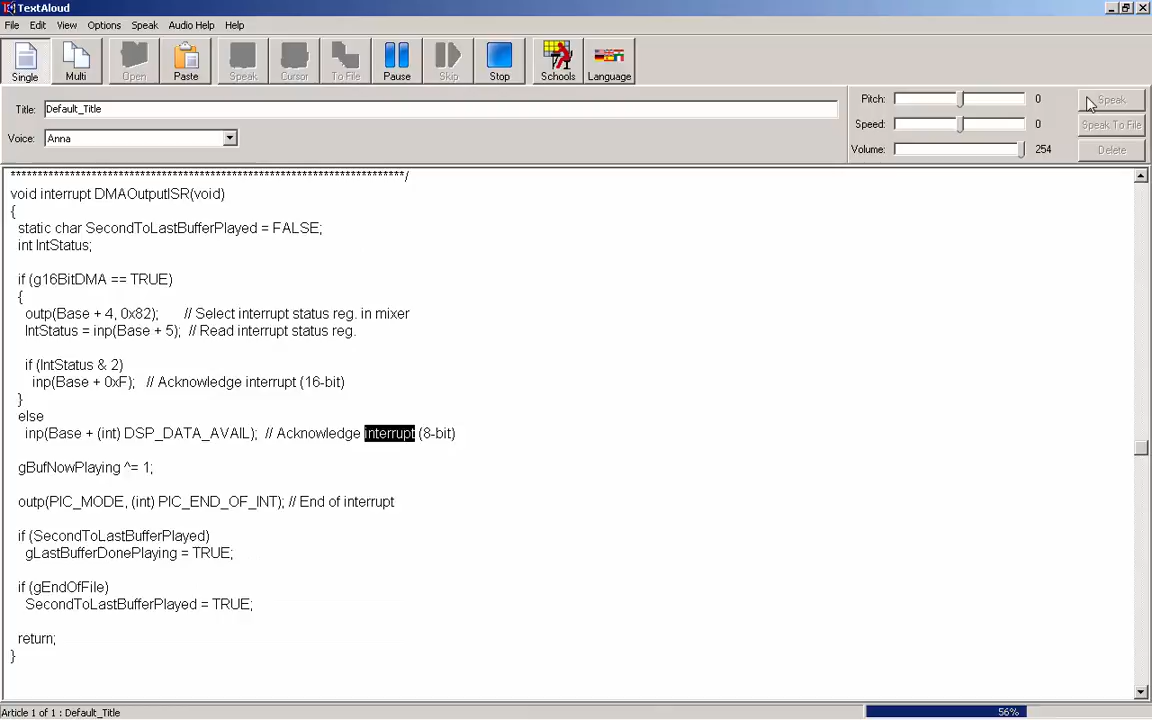 TextAloud
File Edit View Options Speak Audio Help Help
Single Multi Open Paste Speak Cursor To File Pause Skip Stop Schools Language
Title: Default_Title
Voice: Anna
Pitch: 0 Speak
Speed: 0 Speak To File
Volume: 254 Delete
***************************************************************************/
void interrupt DMAOutputISR(void)
{
static char SecondToLastBufferPlayed = FALSE;
int IntStatus;
if (g16BitDMA == TRUE)
{
outp(Base + 4, 0x82); // Select interrupt status reg. in mixer
IntStatus = inp(Base + 5); // Read interrupt status reg.
if (IntStatus & 2)
inp(Base + 0xF); // Acknowledge interrupt (16-bit)
}
else
inp(Base + (int) DSP_DATA_AVAIL); // Acknowledge interrupt (8-bit)
gBufNowPlaying ^= 1;
outp(PIC_MODE, (int) PIC_END_OF_INT); // End of interrupt
if (SecondToLastBufferPlayed)
gLastBufferDonePlaying = TRUE;
if (gEndOfFile)
SecondToLastBufferPlayed = TRUE;
return;
}
Article 1 of 1 : Default_Title 56%